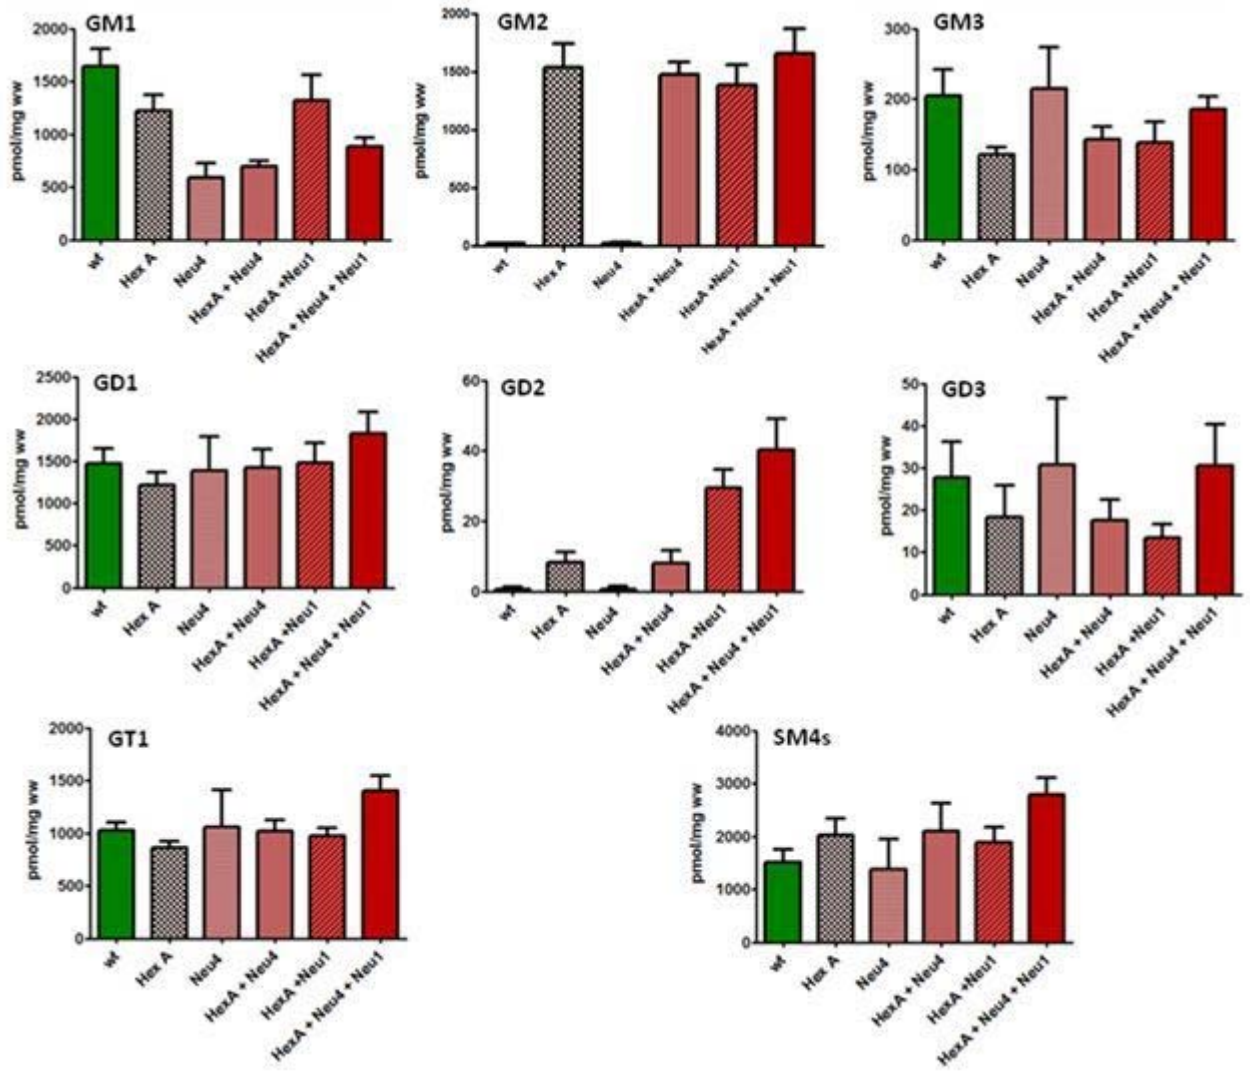 GM1
2000
1500
1000
500
0
pmol/mg ww
wt
Hex A
Neu4
HexA + Neu4
HexA +Neu1
HexA + Neu4 + Neu1
GM2
2000
1500
1000
500
0
pmol/mg ww
wt
Hex A
Neu4
HexA + Neu4
HexA +Neu1
HexA + Neu4 + Neu1
GM3
300
200
100
0
pmol/mg ww
wt
Hex A
Neu4
HexA + Neu4
HexA +Neu1
HexA + Neu4 + Neu1
GD1
2500
2000
1500
1000
500
0
pmol/mg ww
wt
Hex A
Neu4
HexA + Neu4
HexA +Neu1
HexA + Neu4 + Neu1
GD2
60
40
20
0
pmol/mg ww
wt
Hex A
Neu4
HexA + Neu4
HexA +Neu1
HexA + Neu4 + Neu1
GD3
50
40
30
20
10
0
pmol/mg ww
wt
Hex A
Neu4
HexA + Neu4
HexA +Neu1
HexA + Neu4 + Neu1
GT1
2000
1500
1000
500
0
pmol/mg ww
wt
Hex A
Neu4
HexA + Neu4
HexA +Neu1
HexA + Neu4 + Neu1
SM4s
4000
3000
2000
1000
0
pmol/mg ww
wt
Hex A
Neu4
HexA + Neu4
HexA +Neu1
HexA + Neu4 + Neu1